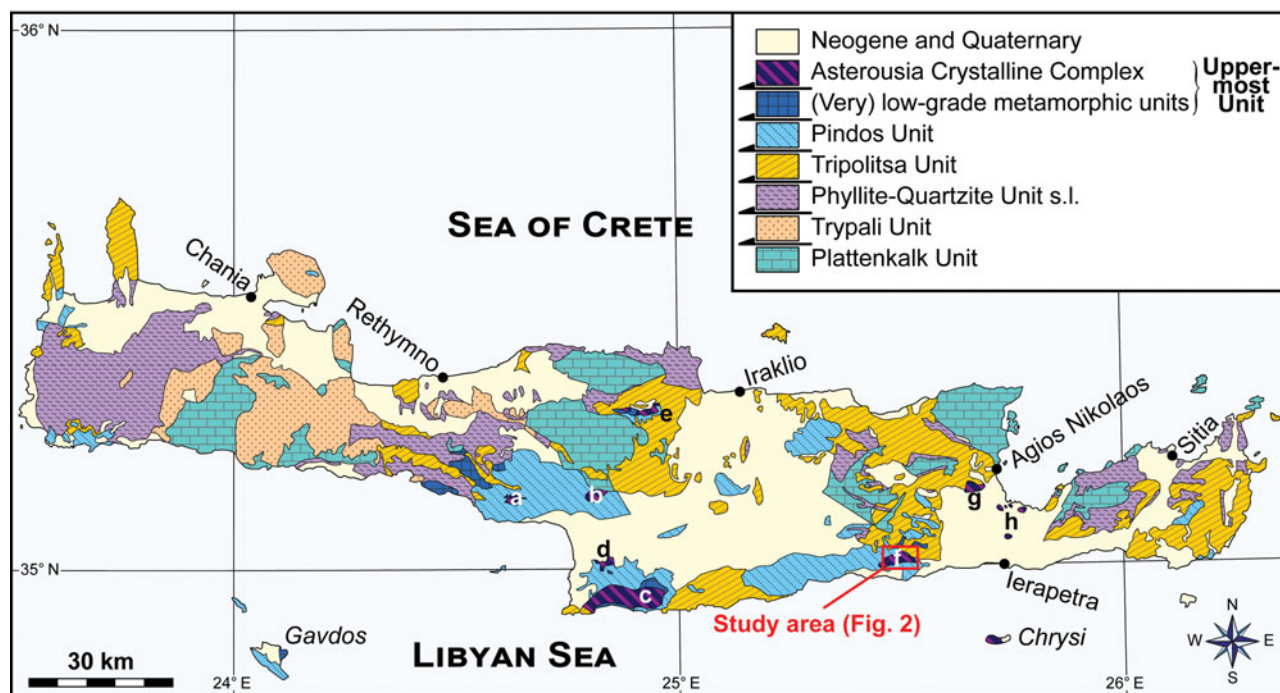 36° N
Neogene and Quaternary
Asterousia Crystalline Complex
(Very) low-grade metamorphic units
Upper-
most
Unit
Pindos Unit
Tripolitsa Unit
Phyllite-Quartzite Unit s.l.
Trypali Unit
Plattenkalk Unit
SEA OF CRETE
Chania
Rethymno
Iraklio
Agios Nikolaos
Sitia
e
a
b
g
h
d
f
c
35° N
Ierapetra
Study area (Fig. 2)
Gavdos
Chrysi
LIBYAN SEA
30 km
N
W
E
S
24° E
25° E
26° E